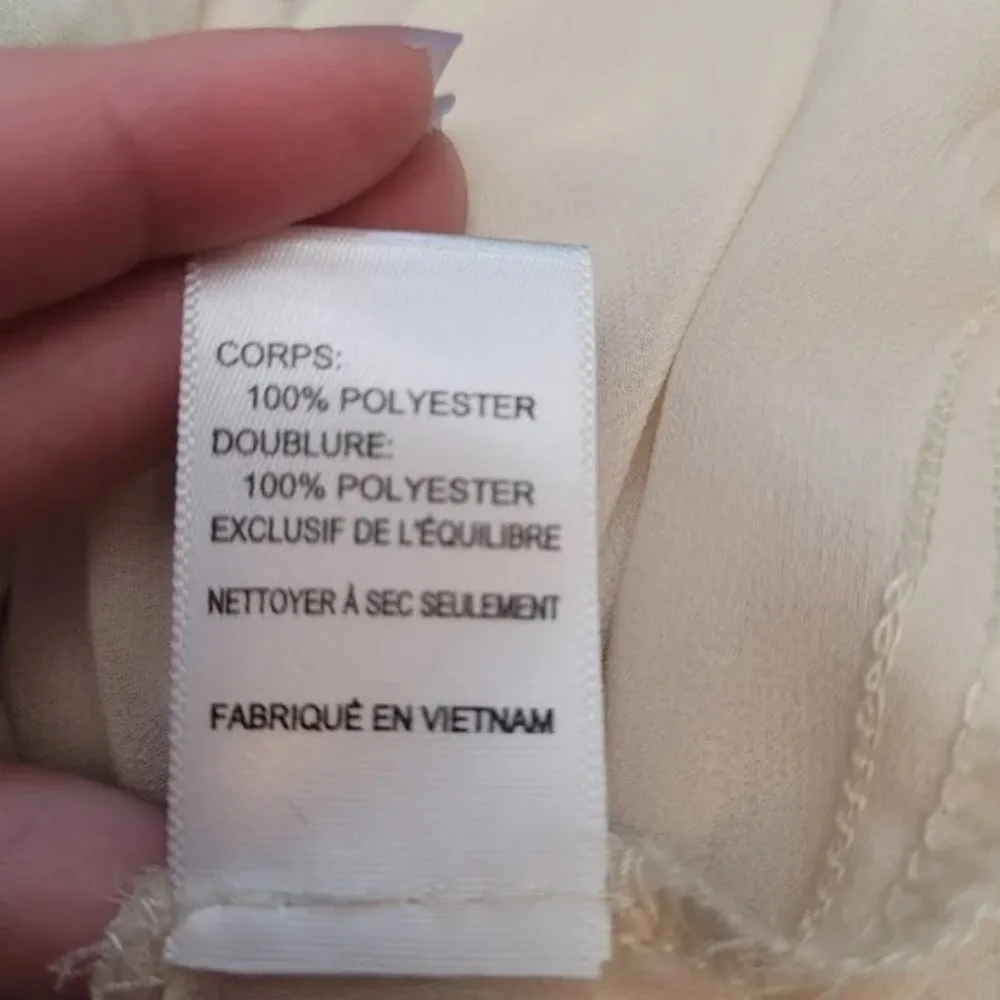 CORPS:
100% POLYESTER
DOUBLURE:
100% POLYESTER
EXCLUSIF DE L'ÉQUILIBRE
NETTOYER À SEC SEULEMENT
FABRIQUÉ EN VIETNAM